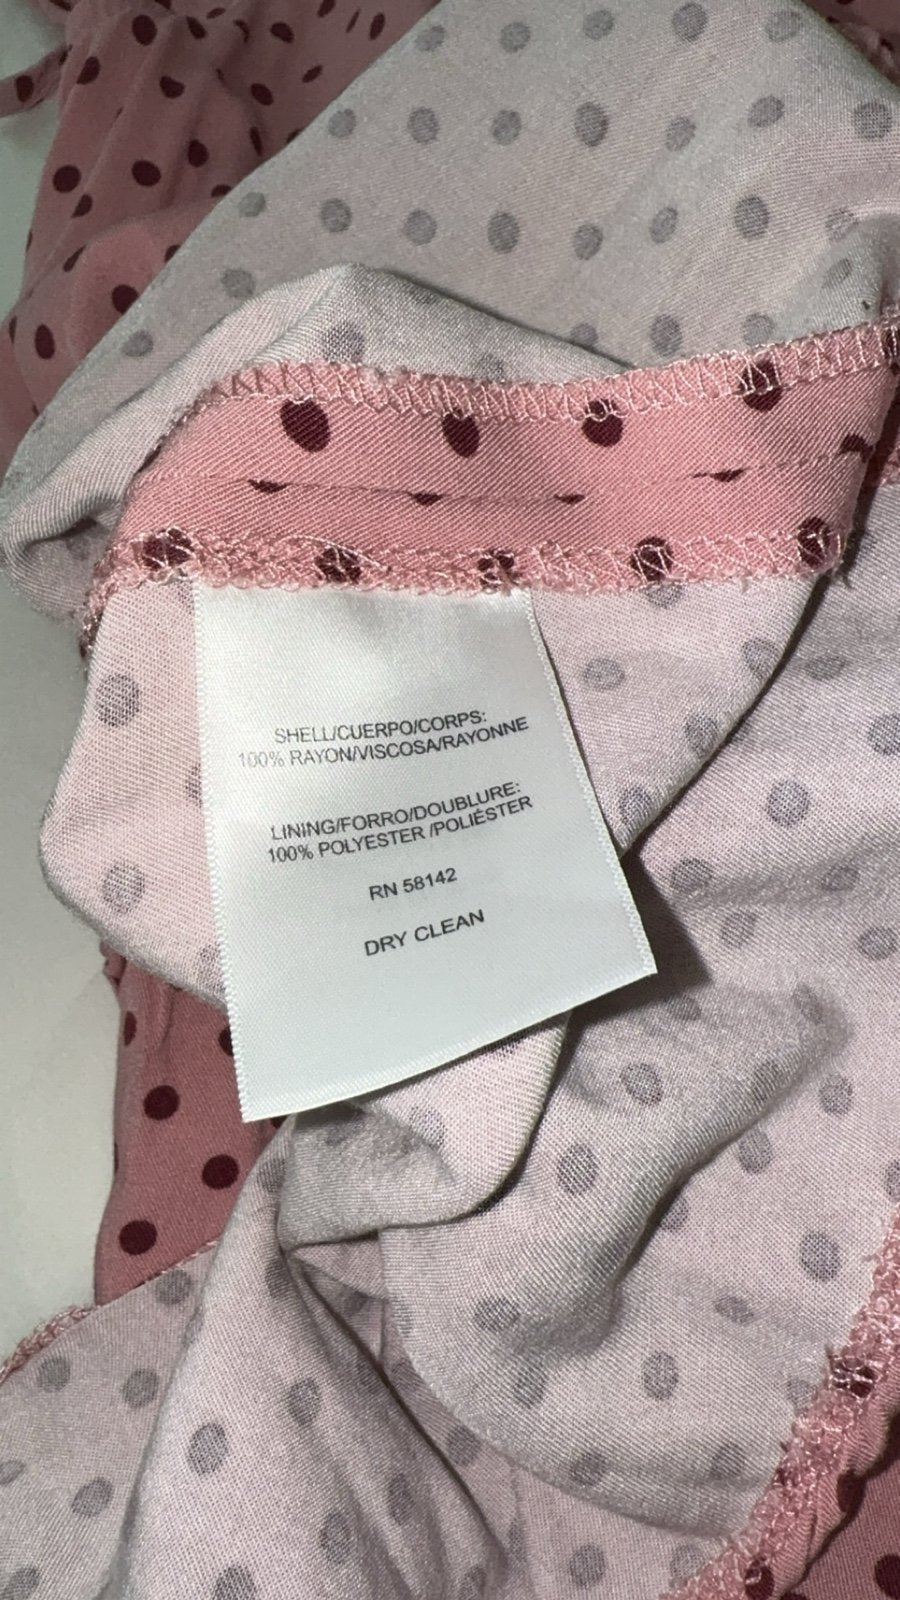 SHELL/CUERPO/CORPS:
100% RAYON/VISCOSA/RAYONNE
LINING/FORRO/DOUBLURE:
100% POLYESTER /POLIÉSTER
RN 58142
DRY CLEAN